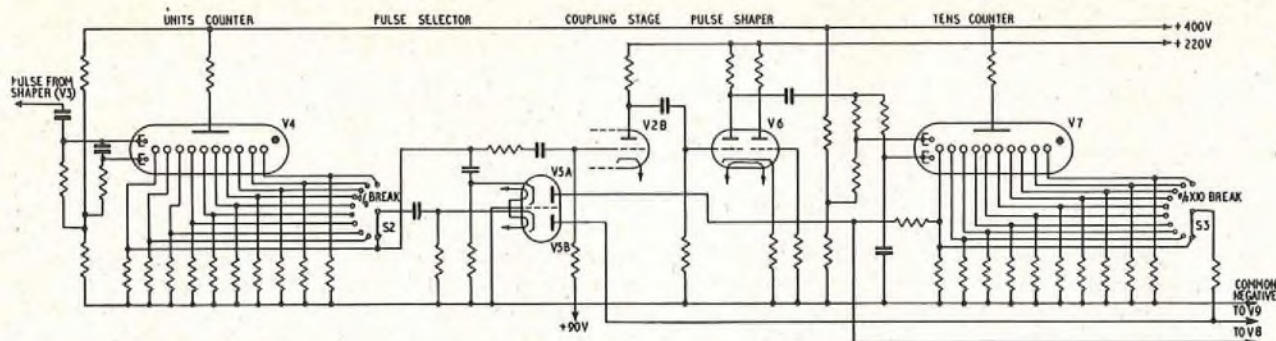 UNITS COUNTER
PULSE SELECTOR
COUPLING STAGE
PULSE SHAPER
TENS COUNTER
+400V
+220V
PULSE FROM
SHAPER (V3)
V4
V2B
V6
V7
V5A
V5B
% BREAK
S2
% X10 BREAK
S3
+90V
COMMON
NEGATIVE
TO V9
TO V8